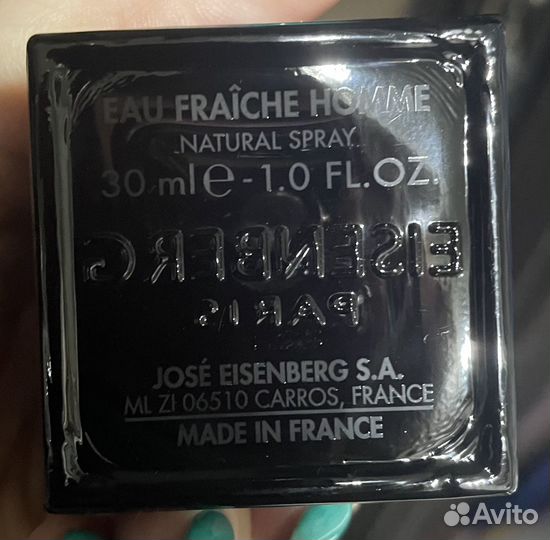 EAU FRAÎCHE HOMME
NATURAL SPRAY
30 ml e - 1.0 FL.OZ.
EISENBERG
PARIS
JOSÉ EISENBERG S.A.
ML ZI 06510 CARROS, FRANCE
MADE IN FRANCE
Avito